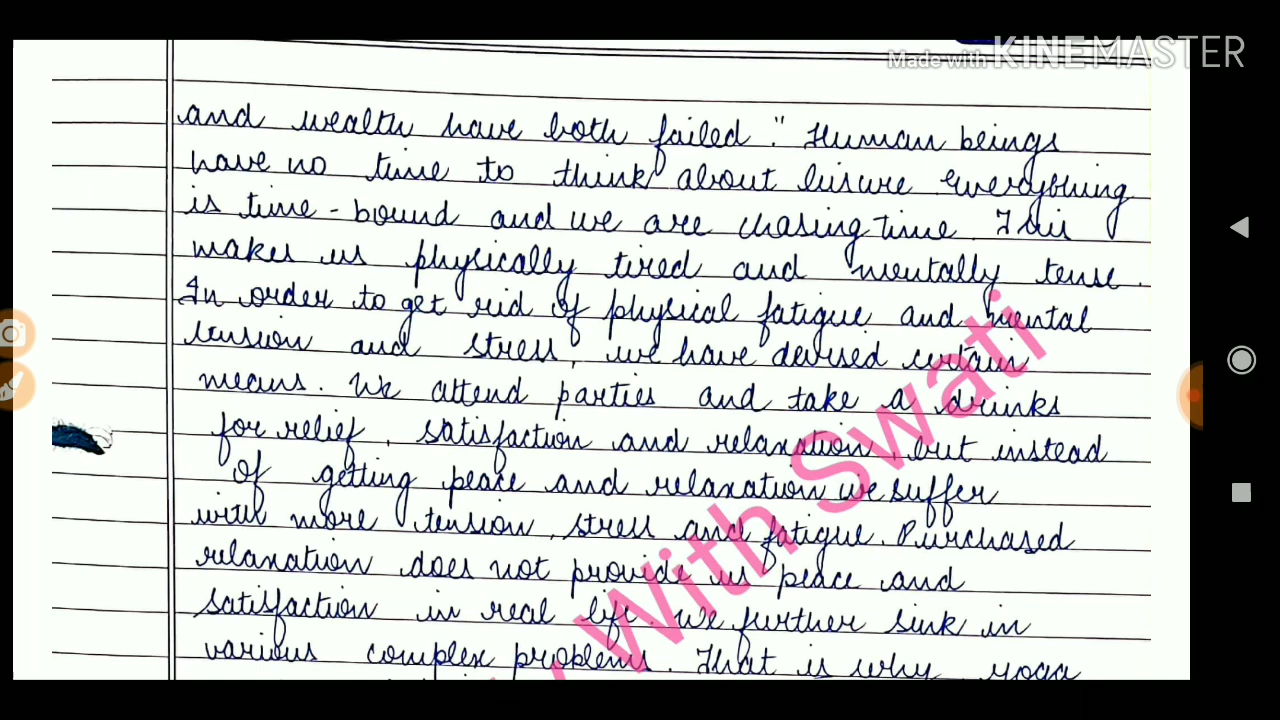 Made with KINEMASTER
and wealth have both failed." Human beings
have no time to think about leisure everything
is time-bound and we are chasing time. This
makes us physically tired and mentally tense.
In order to get rid of physical fatigue and mental
tension and stress, we have devised certain
means. We attend parties and take a drinks
for relief, satisfaction and relaxation, but instead
of getting peace and relaxation we suffer
with more tension, stress and fatigue. Purchased
relaxation does not provide us peace and
satisfaction in real life. We further sink in
various complex problems. That is why yoga
With Swati